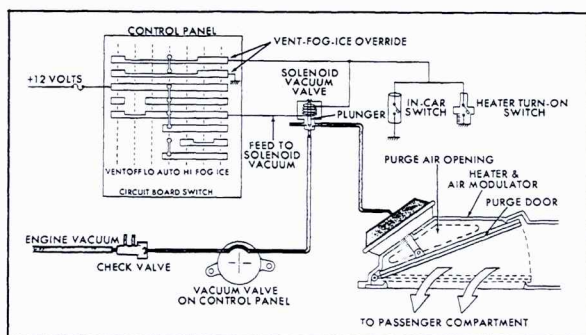 CONTROL PANEL
VENT-FOG-ICE OVERRIDE
+12 VOLTS
SOLENOID
VACUUM
VALVE
PLUNGER
IN-CAR
SWITCH
HEATER TURN-ON
SWITCH
FEED TO
SOLENOID
VACUUM
VENT OFF LO AUTO HI FOG ICE
CIRCUIT BOARD SWITCH
PURGE AIR OPENING
HEATER &
AIR MODULATOR
PURGE DOOR
ENGINE VACUUM
CHECK VALVE
VACUUM VALVE
ON CONTROL PANEL
TO PASSENGER COMPARTMENT